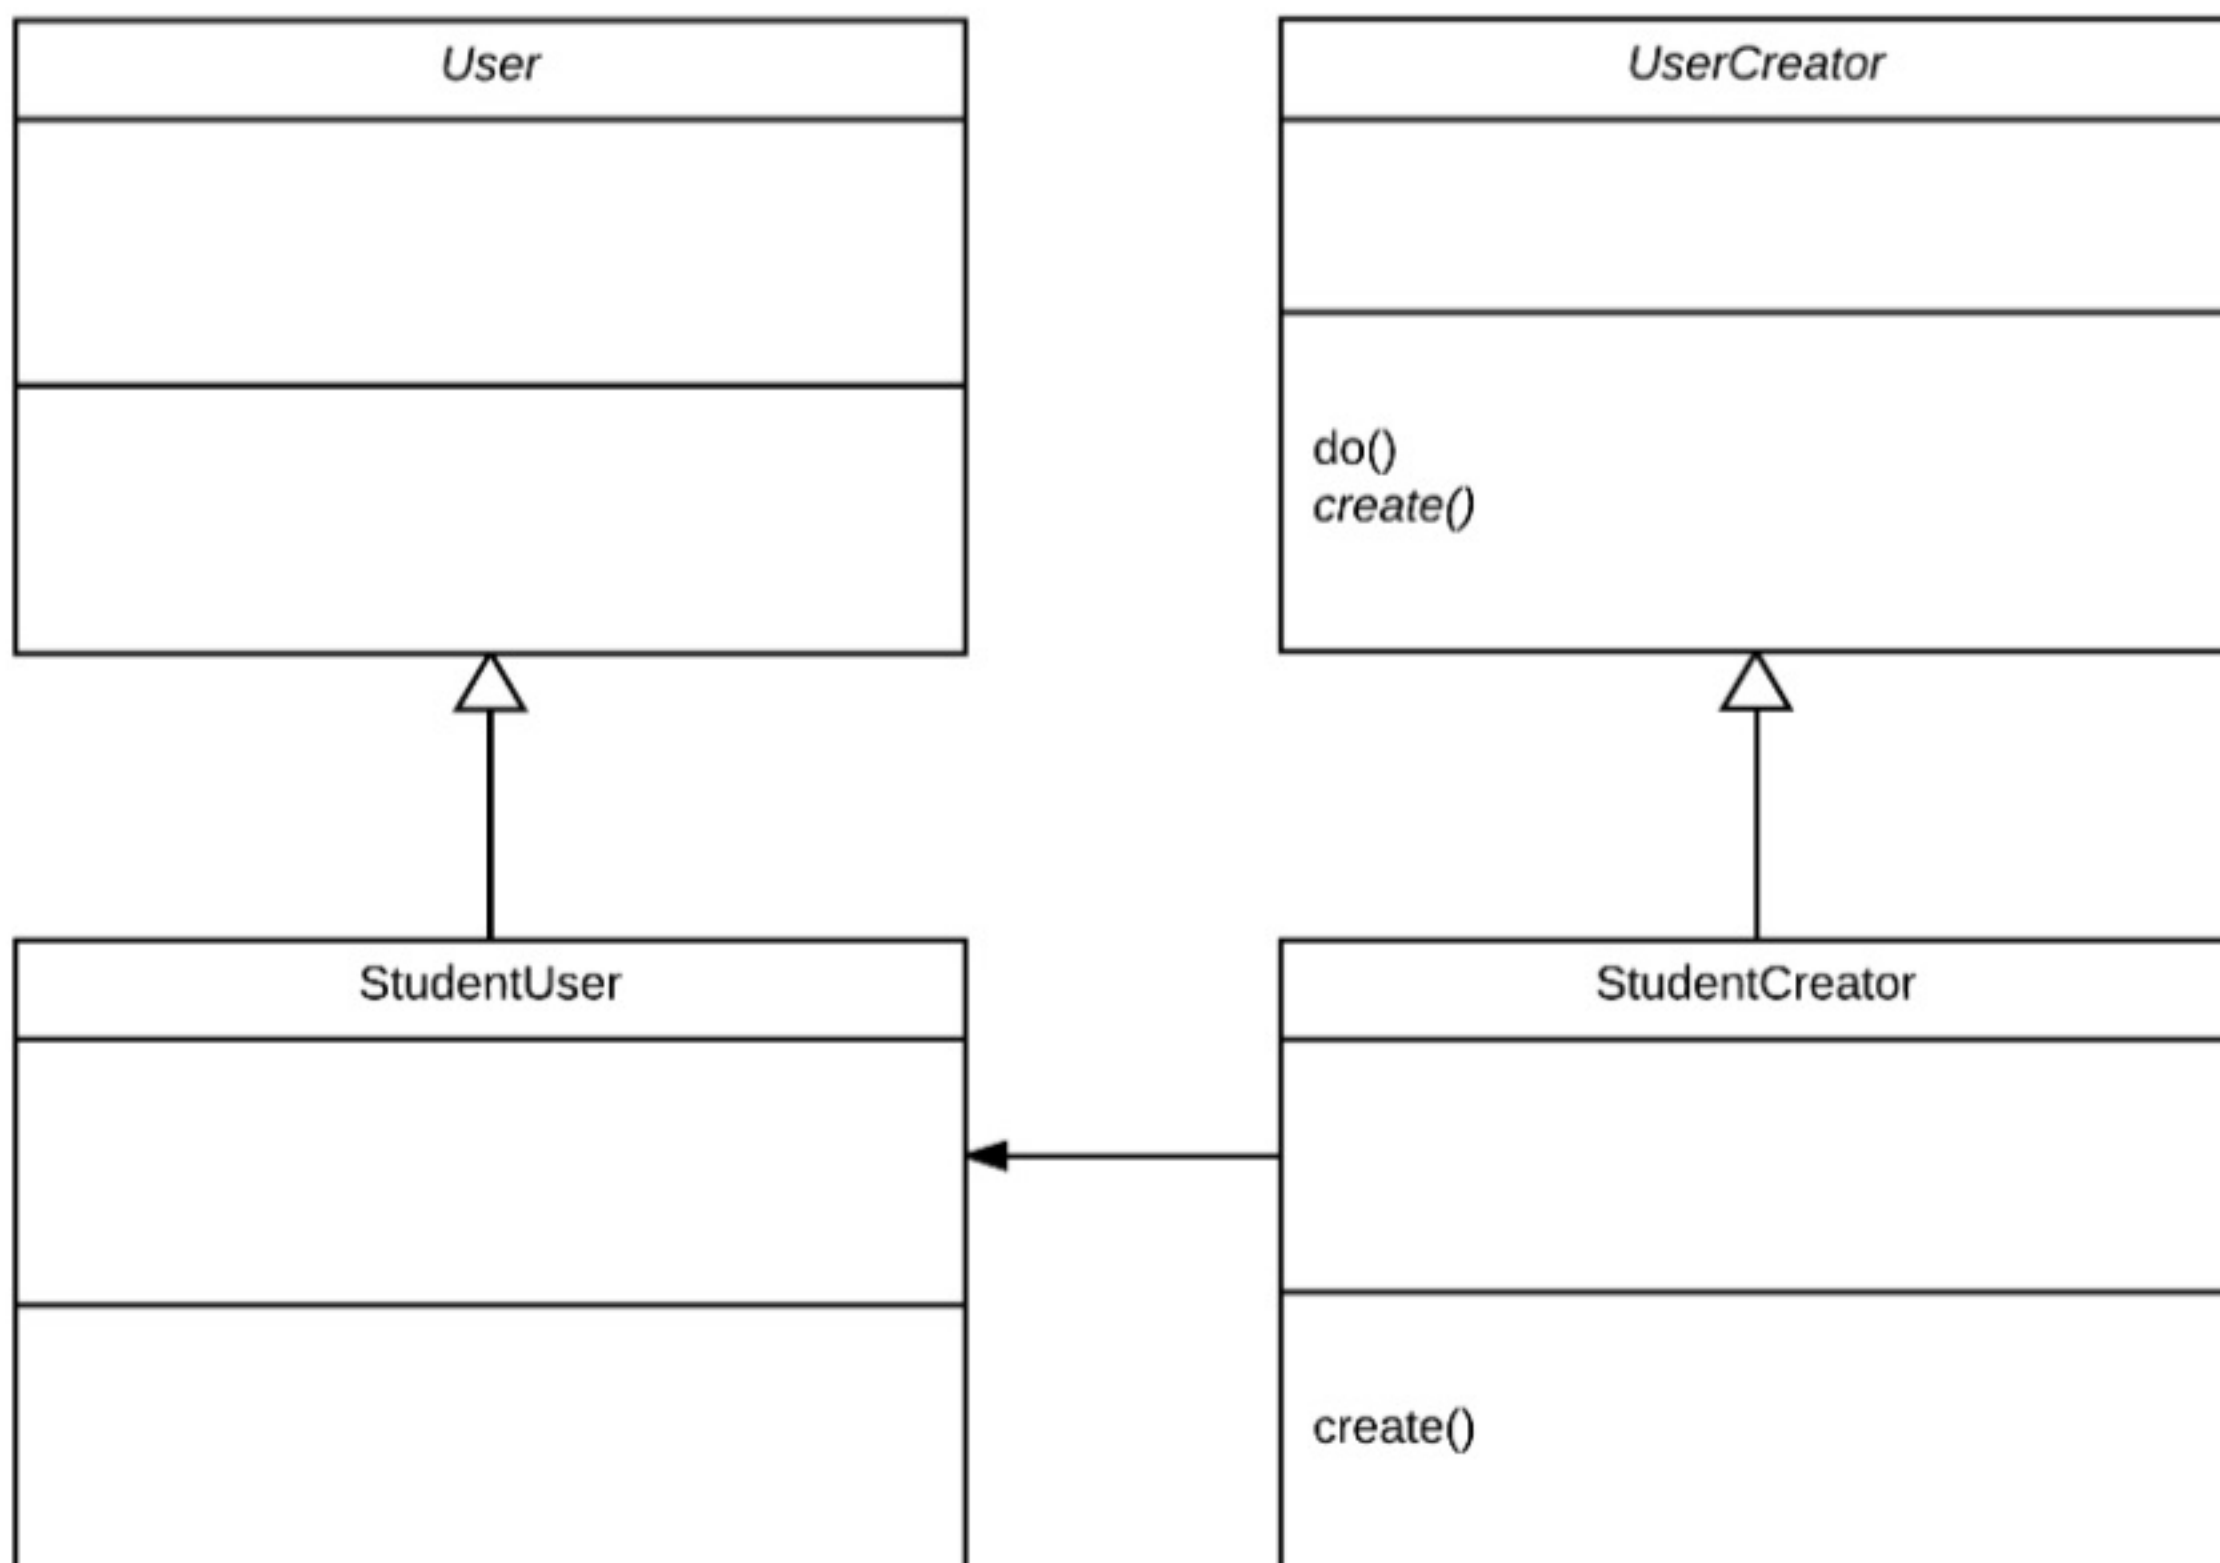 User
UserCreator
do()
create()
StudentUser
StudentCreator
create()